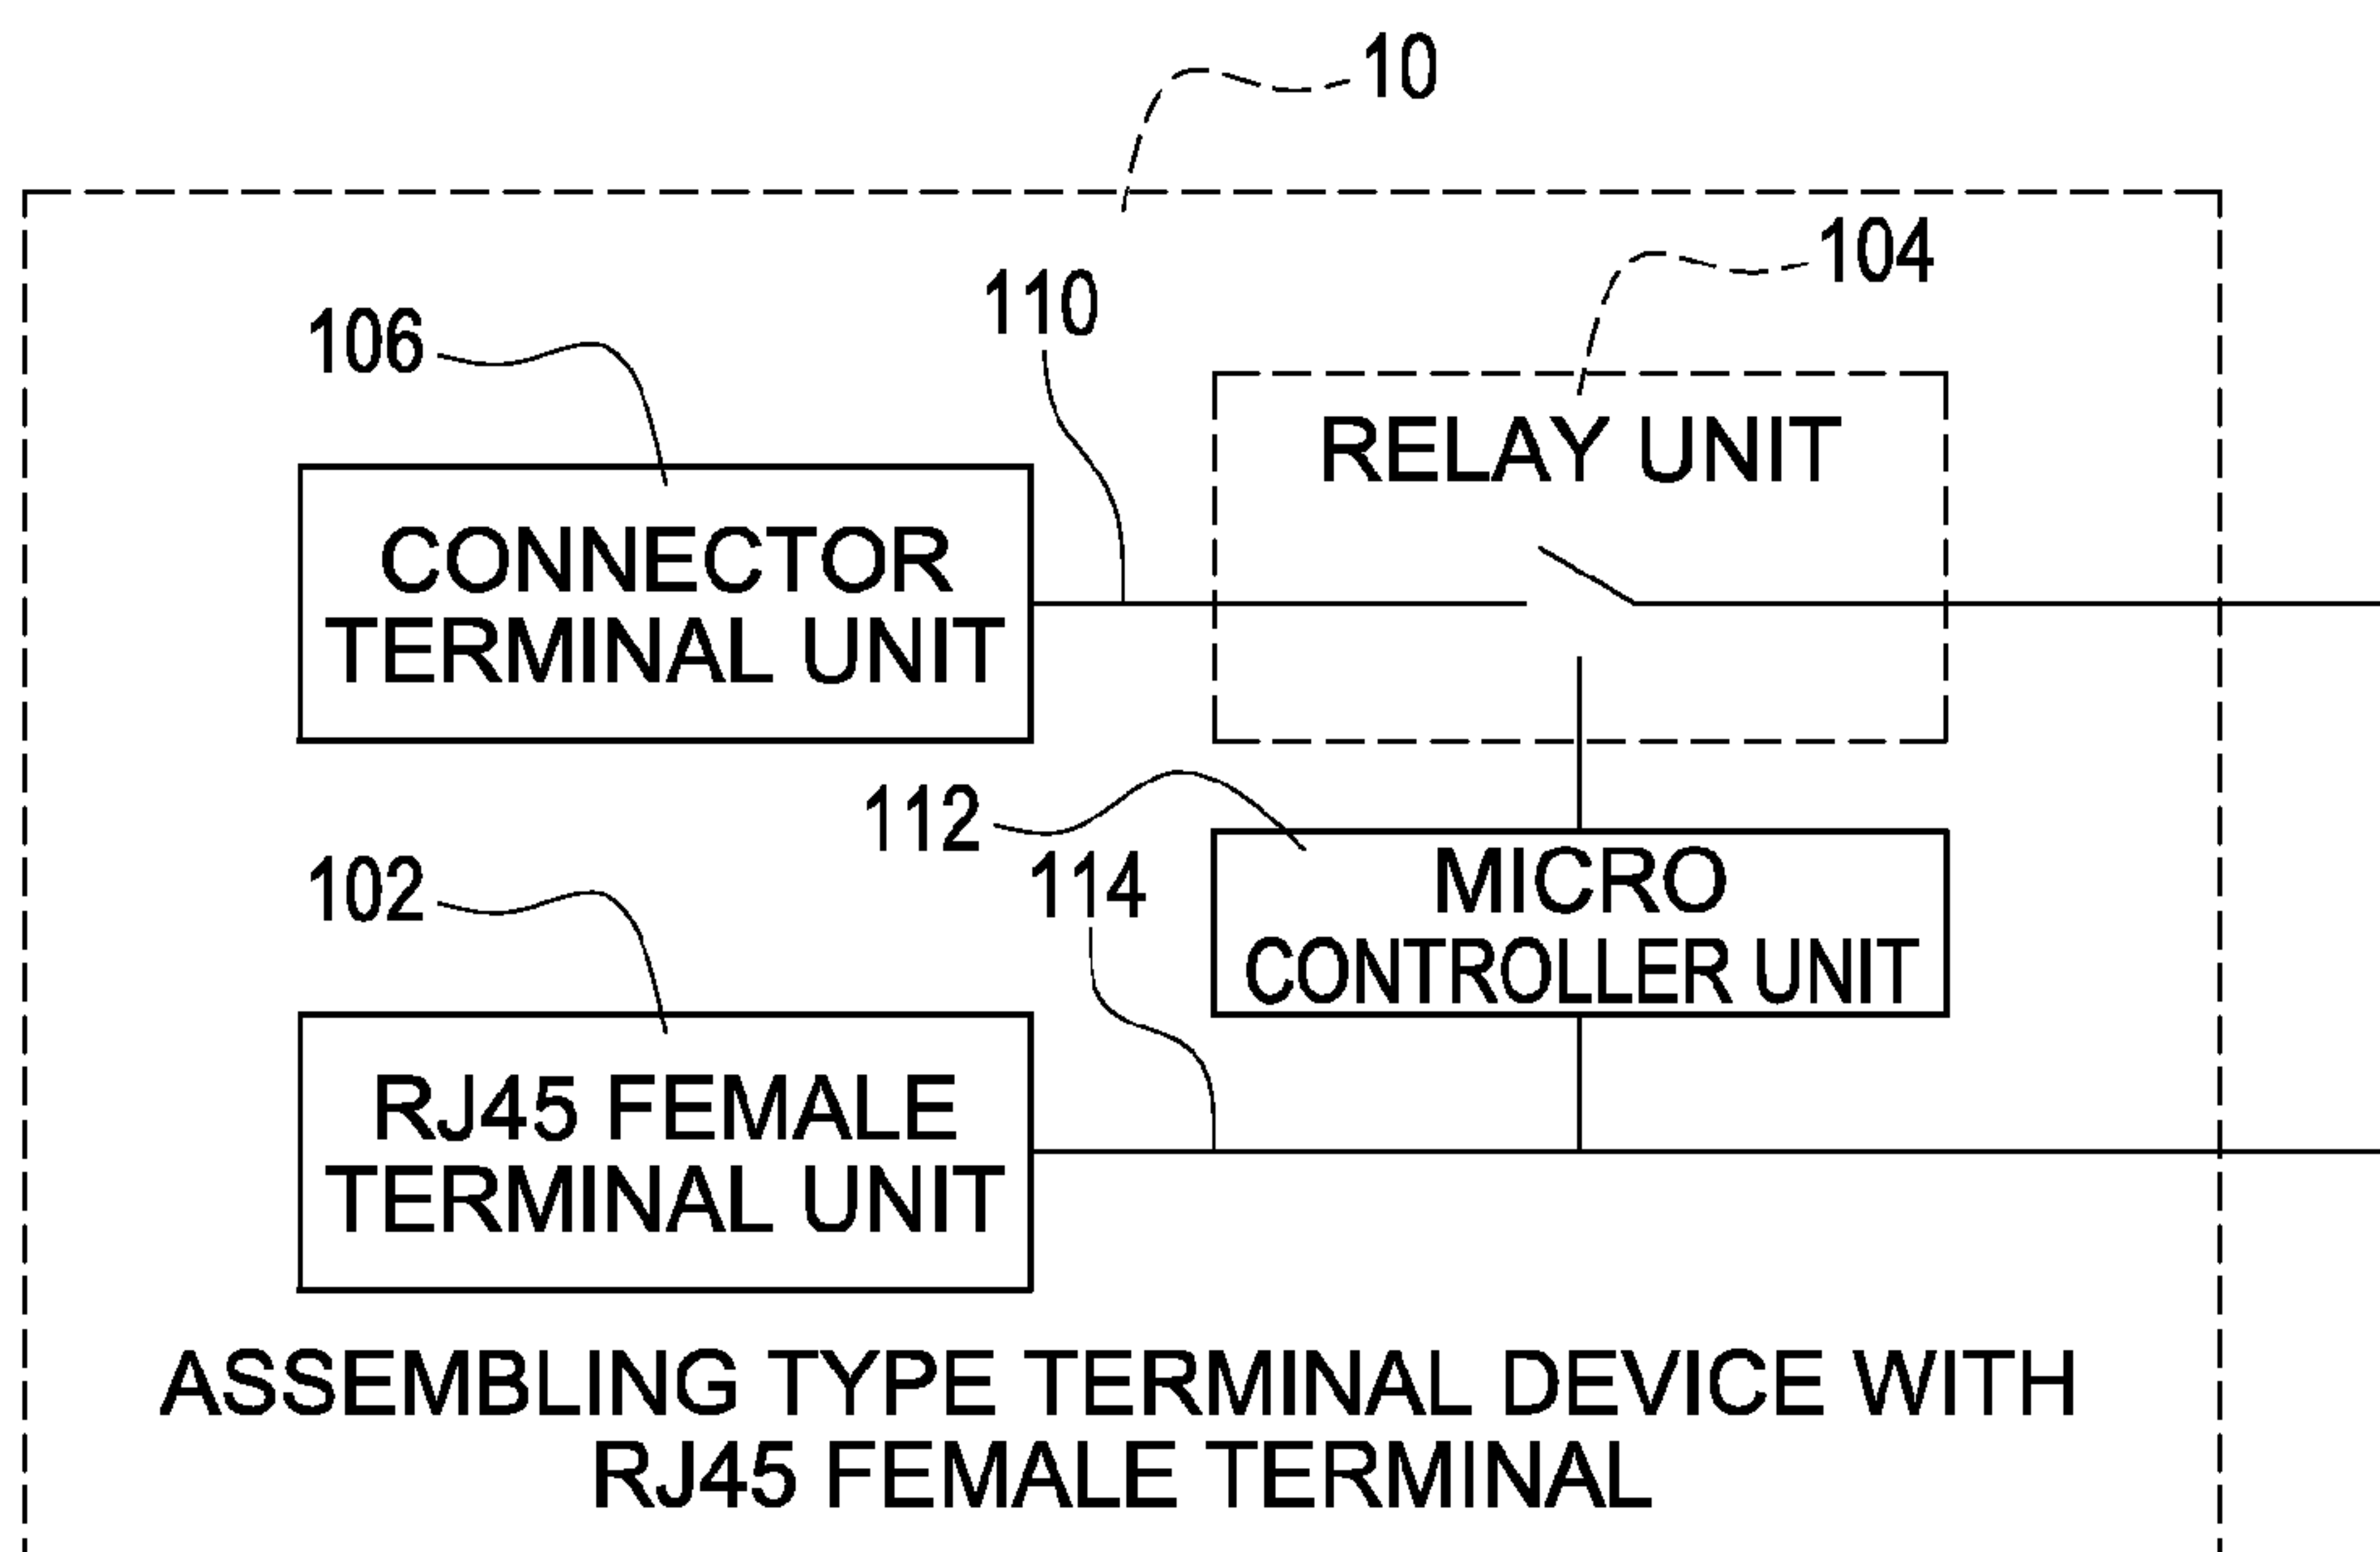 10
104
110
106
RELAY UNIT
CONNECTOR
TERMINAL UNIT
112
114
102
MICRO
CONTROLLER UNIT
RJ45 FEMALE
TERMINAL UNIT
ASSEMBLING TYPE TERMINAL DEVICE WITH
RJ45 FEMALE TERMINAL